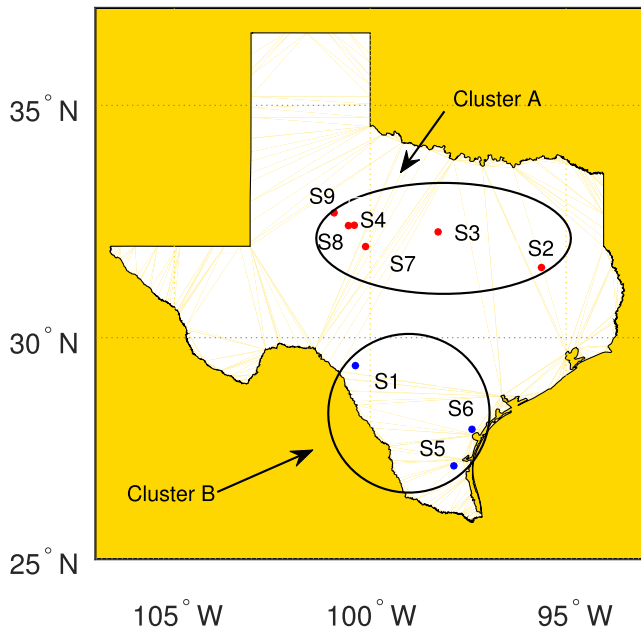 Cluster A
35° N
S9
S4
S8
S3
S2
S7
30° N
S1
S6
S5
Cluster B
25° N
105° W
100° W
95° W